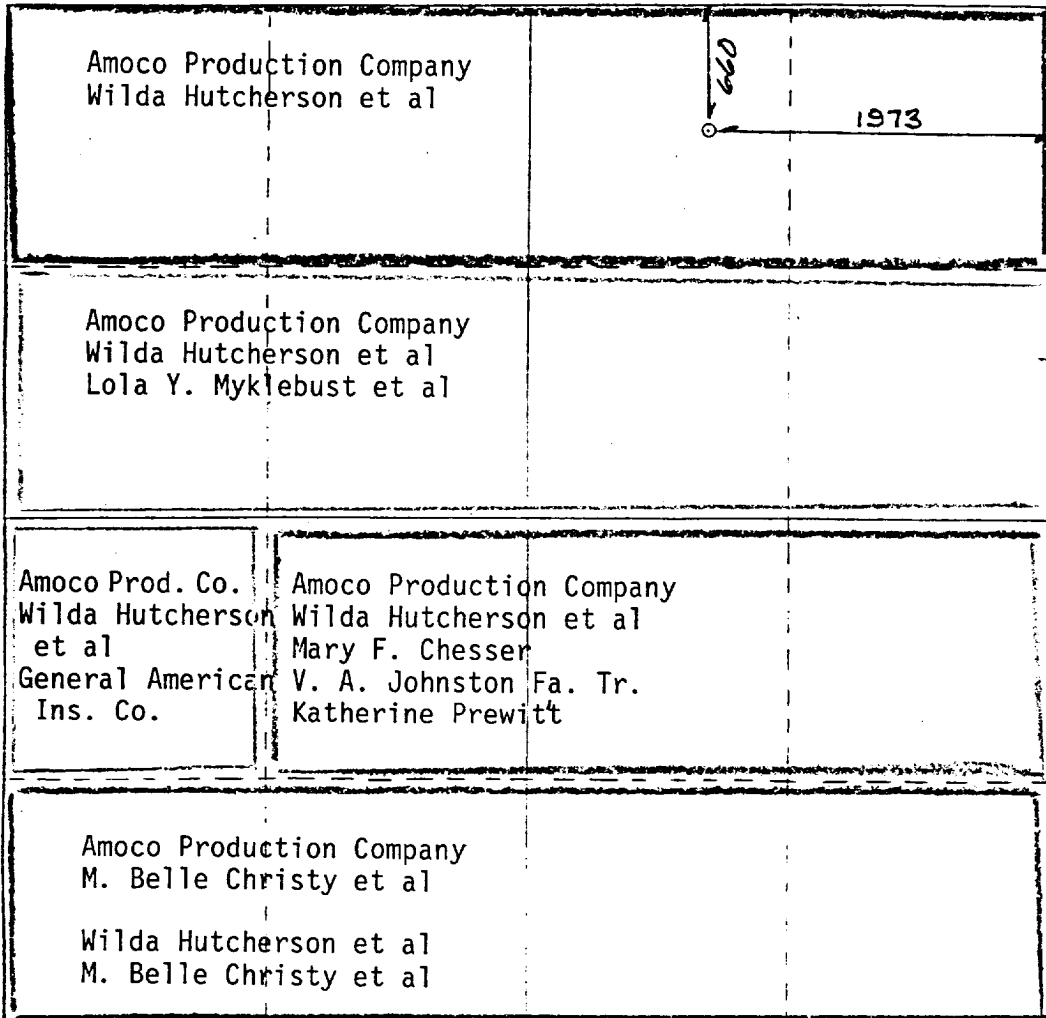 Amoco Production Company
Wilda Hutcherson et al
660
1973
Amoco Production Company
Wilda Hutcherson et al
Lola Y. Myklebust et al
Amoco Prod. Co.
Wilda Hutcherson
et al
General American
Ins. Co.
Amoco Production Company
Wilda Hutcherson et al
Mary F. Chesser
V. A. Johnston Fa. Tr.
Katherine Prewitt
Amoco Production Company
M. Belle Christy et al
Wilda Hutcherson et al
M. Belle Christy et al